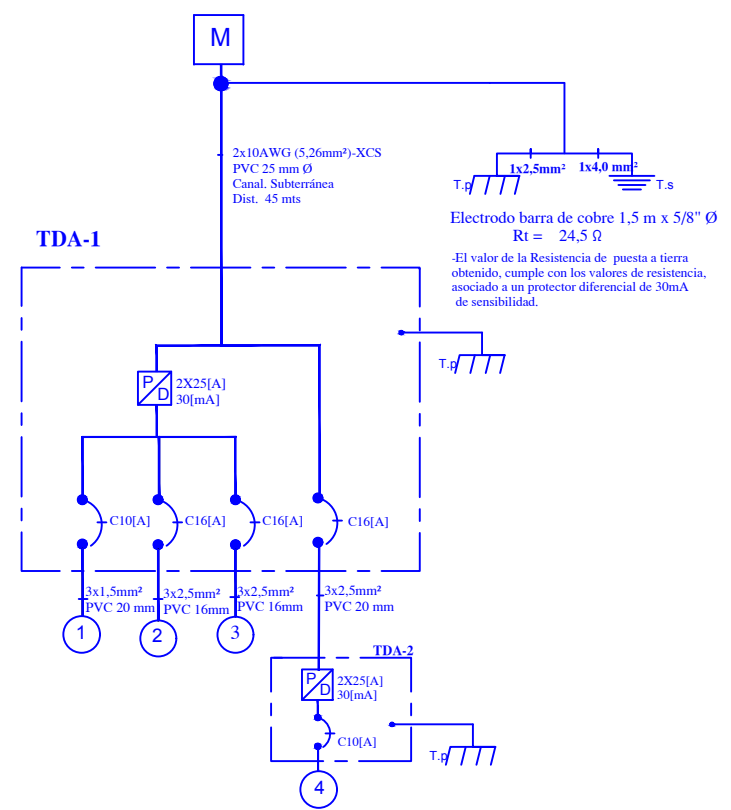 M
2x10AWG (5,26mm²)-XCS
PVC 25 mm Ø
Canal. Subterránea
Dist. 45 mts
1x2,5mm²
1x4,0 mm²
T.p
T.s
Electrodo barra de cobre 1,5 m x 5/8" Ø
Rt = 24,5 Ω
-El valor de la Resistencia de puesta a tierra
obtenido, cumple con los valores de resistencia,
asociado a un protector diferencial de 30mA
de sensibilidad.
TDA-1
T.p
P
D
2X25[A]
30[mA]
C10[A]
C16[A]
C16[A]
C16[A]
3x1,5mm²
PVC 20 mm
3x2,5mm²
PVC 16mm
3x2,5mm²
PVC 16mm
3x2,5mm²
PVC 20 mm
1
2
3
TDA-2
P
D
2X25[A]
30[mA]
C10[A]
T.p
4